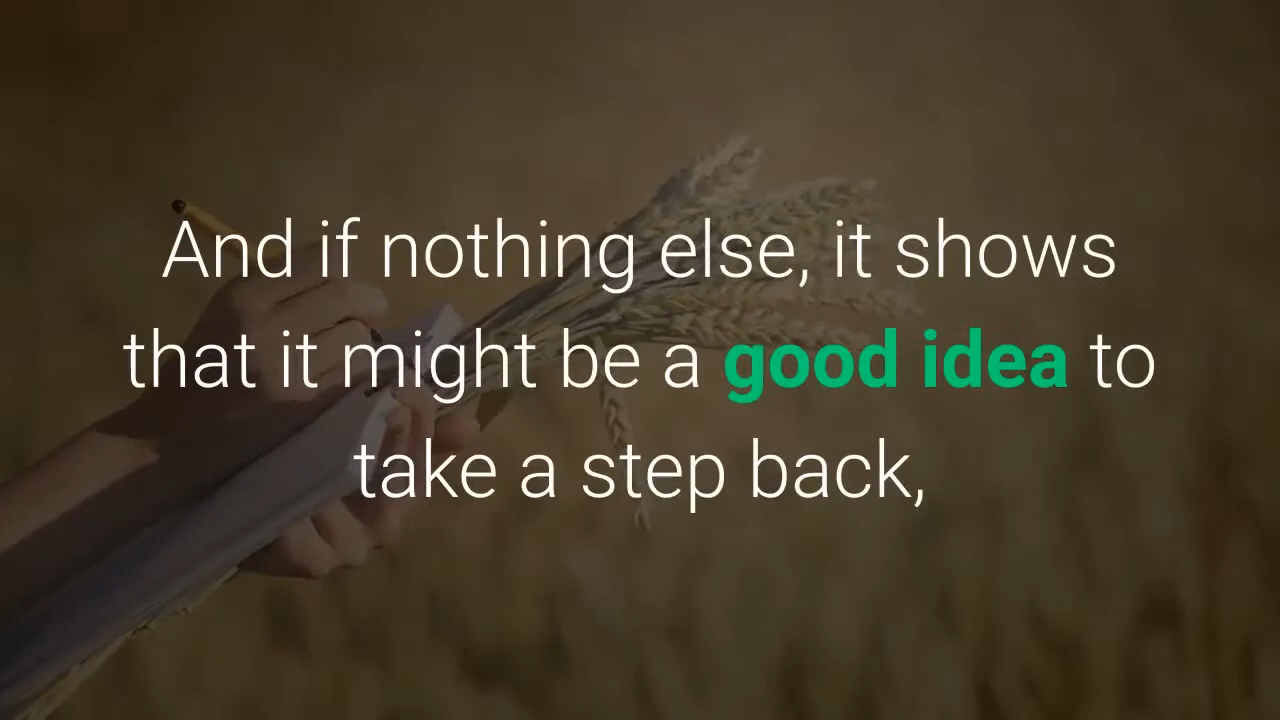 And if nothing else, it shows
that it might be a good idea to
take a step back,